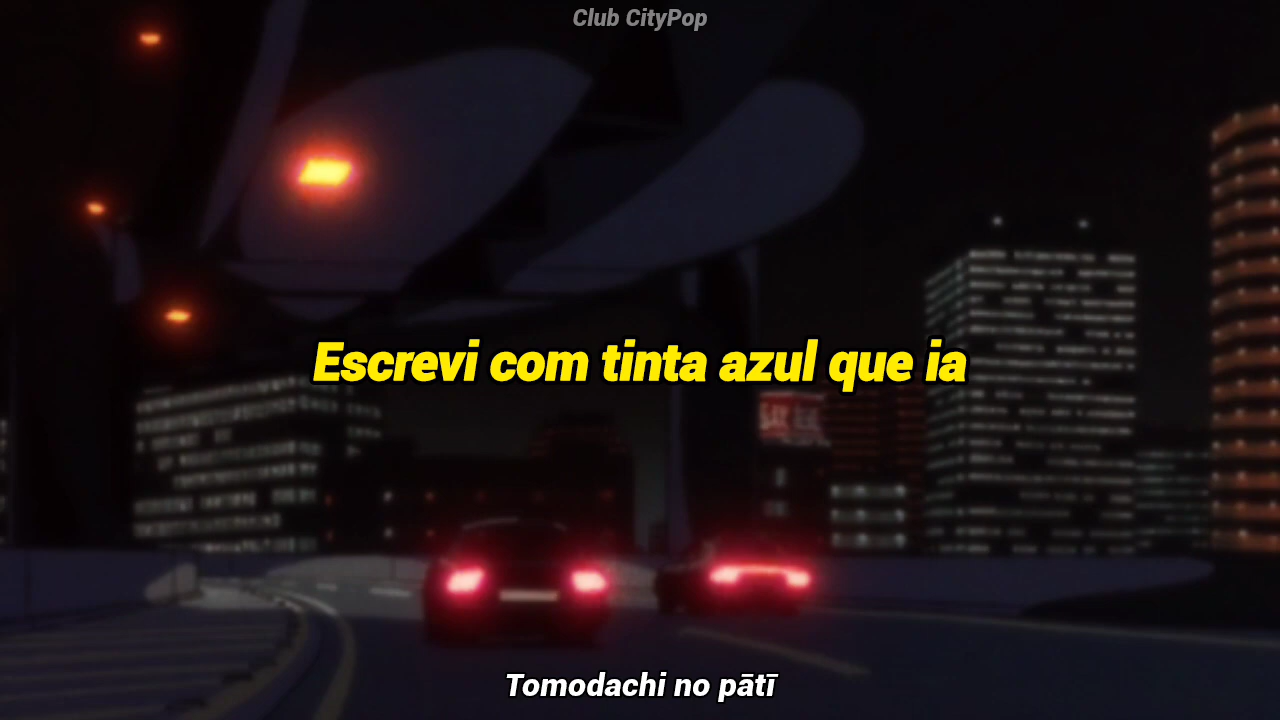 Club CityPop
Escrevi com tinta azul que ia
Tomodachi no pātī